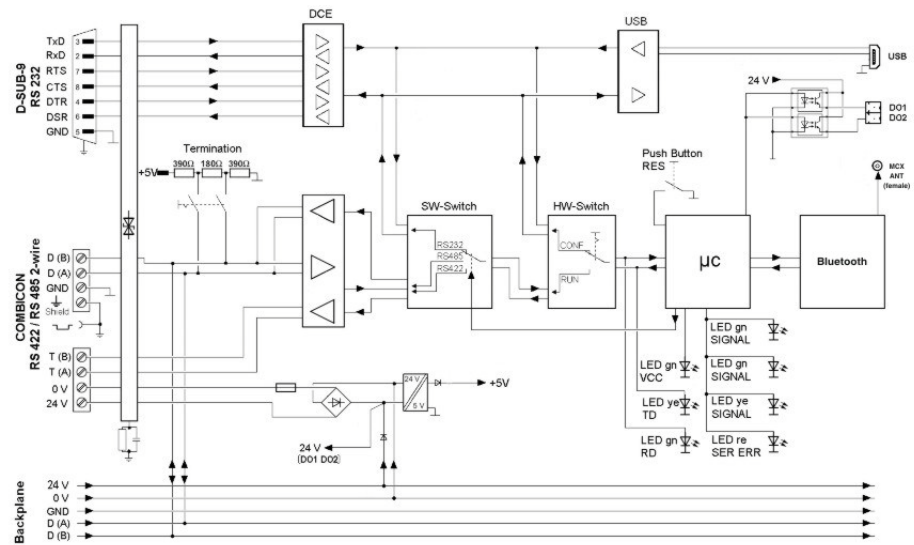 DCE
USB
D-SUB-9
RS 232
TxD 3
RxD 2
RTS 7
CTS 8
DTR 4
DSR 6
GND 5
USB
24 V
DO1
DO2
Termination
390Ω 180Ω 390Ω
+5V
Push Button
RES
MCX
ANT
(female)
SW-Switch
HW-Switch
RS232
RS485
RS422
CONF
RUN
µc
Bluetooth
COMBICON
RS 422 / RS 485 2-wire
D (B)
D (A)
GND
Shield
T (B)
T (A)
0 V
24 V
24 V
5 V
+5V
24 V
(DO1 DO2)
LED gn
VCC
LED ye
TD
LED gn
RD
LED gn
SIGNAL
LED gn
SIGNAL
LED ye
SIGNAL
LED re
SER ERR
Backplane
24 V
0 V
GND
D (A)
D (B)